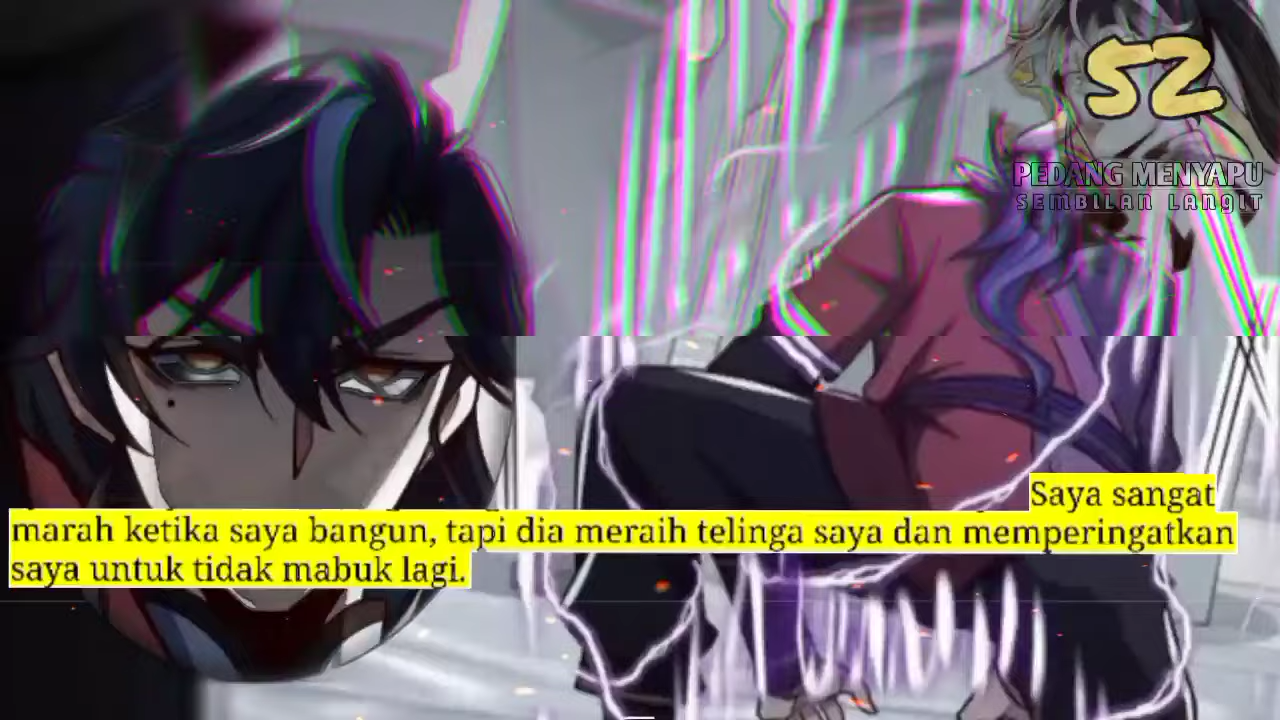 SZ
PEDANG MENYAPU
SEMBILAN LANGIT
Saya sangat
marah ketika saya bangun, tapi dia meraih telinga saya dan memperingatkan
saya untuk tidak mabuk lagi.